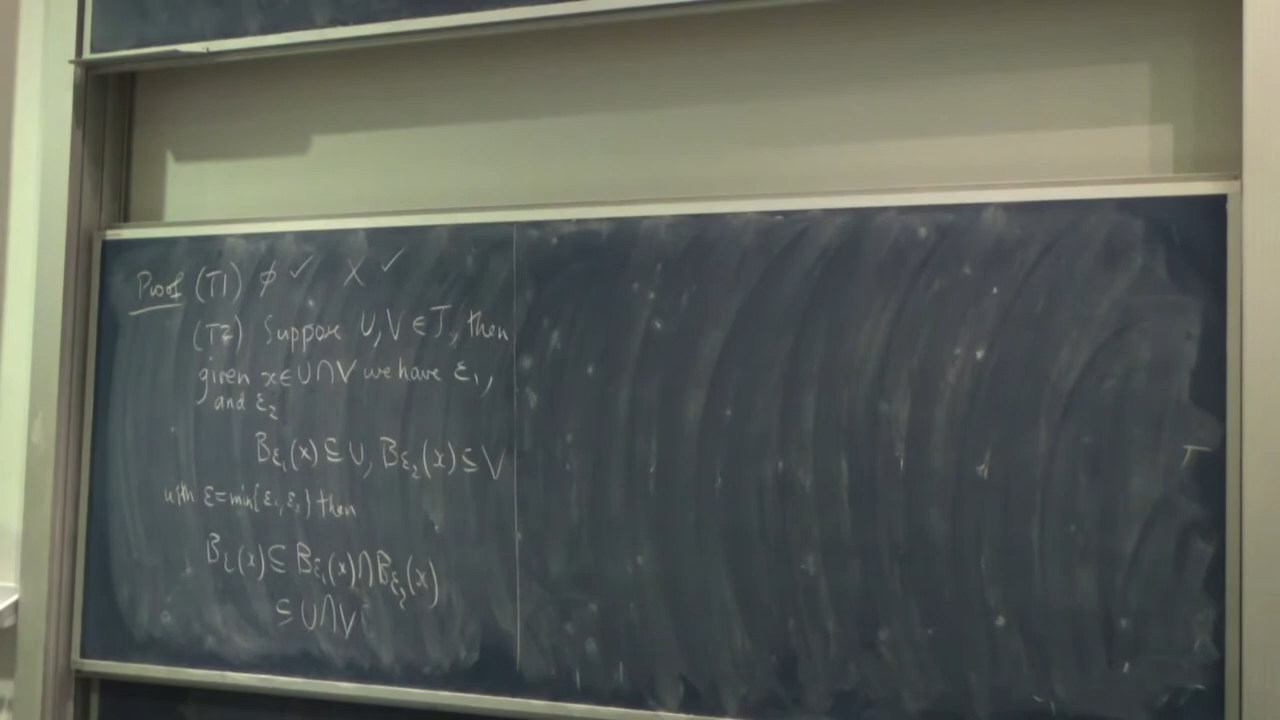 Proof (T1) ∅ ✓ X ✓
(T2) Suppose U, V ∈ T, then
given x ∈ U ∩ V we have ε₁,
and ε₂
B_ε₁(x) ⊆ U, B_ε₂(x) ⊆ V
with ε = min{ε₁, ε₂} then
B_ε(x) ⊆ B_ε₁(x) ∩ B_ε₂(x)
⊆ U ∩ V